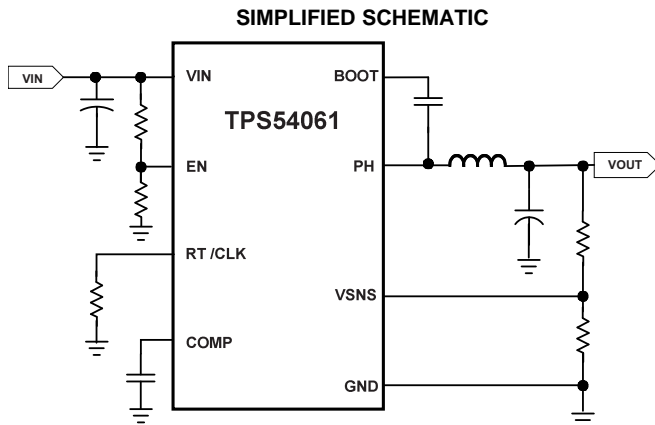 SIMPLIFIED SCHEMATIC
VIN
VIN
BOOT
TPS54061
EN
PH
VOUT
RT /CLK
VSNS
COMP
GND